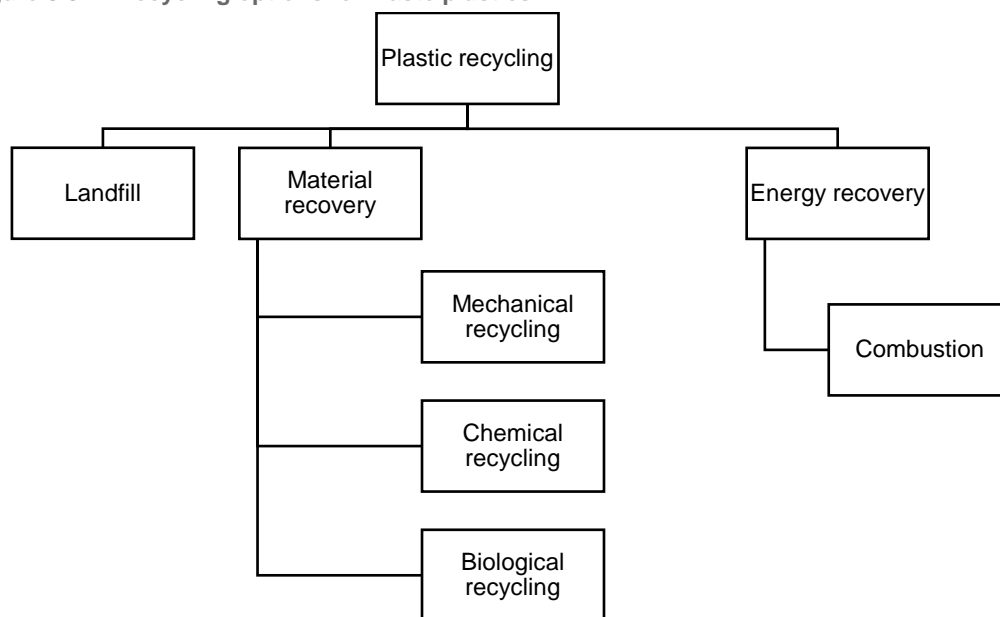 Plastic recycling
Landfill
Material
recovery
Energy recovery
Mechanical
recycling
Combustion
Chemical
recycling
Biological
recycling